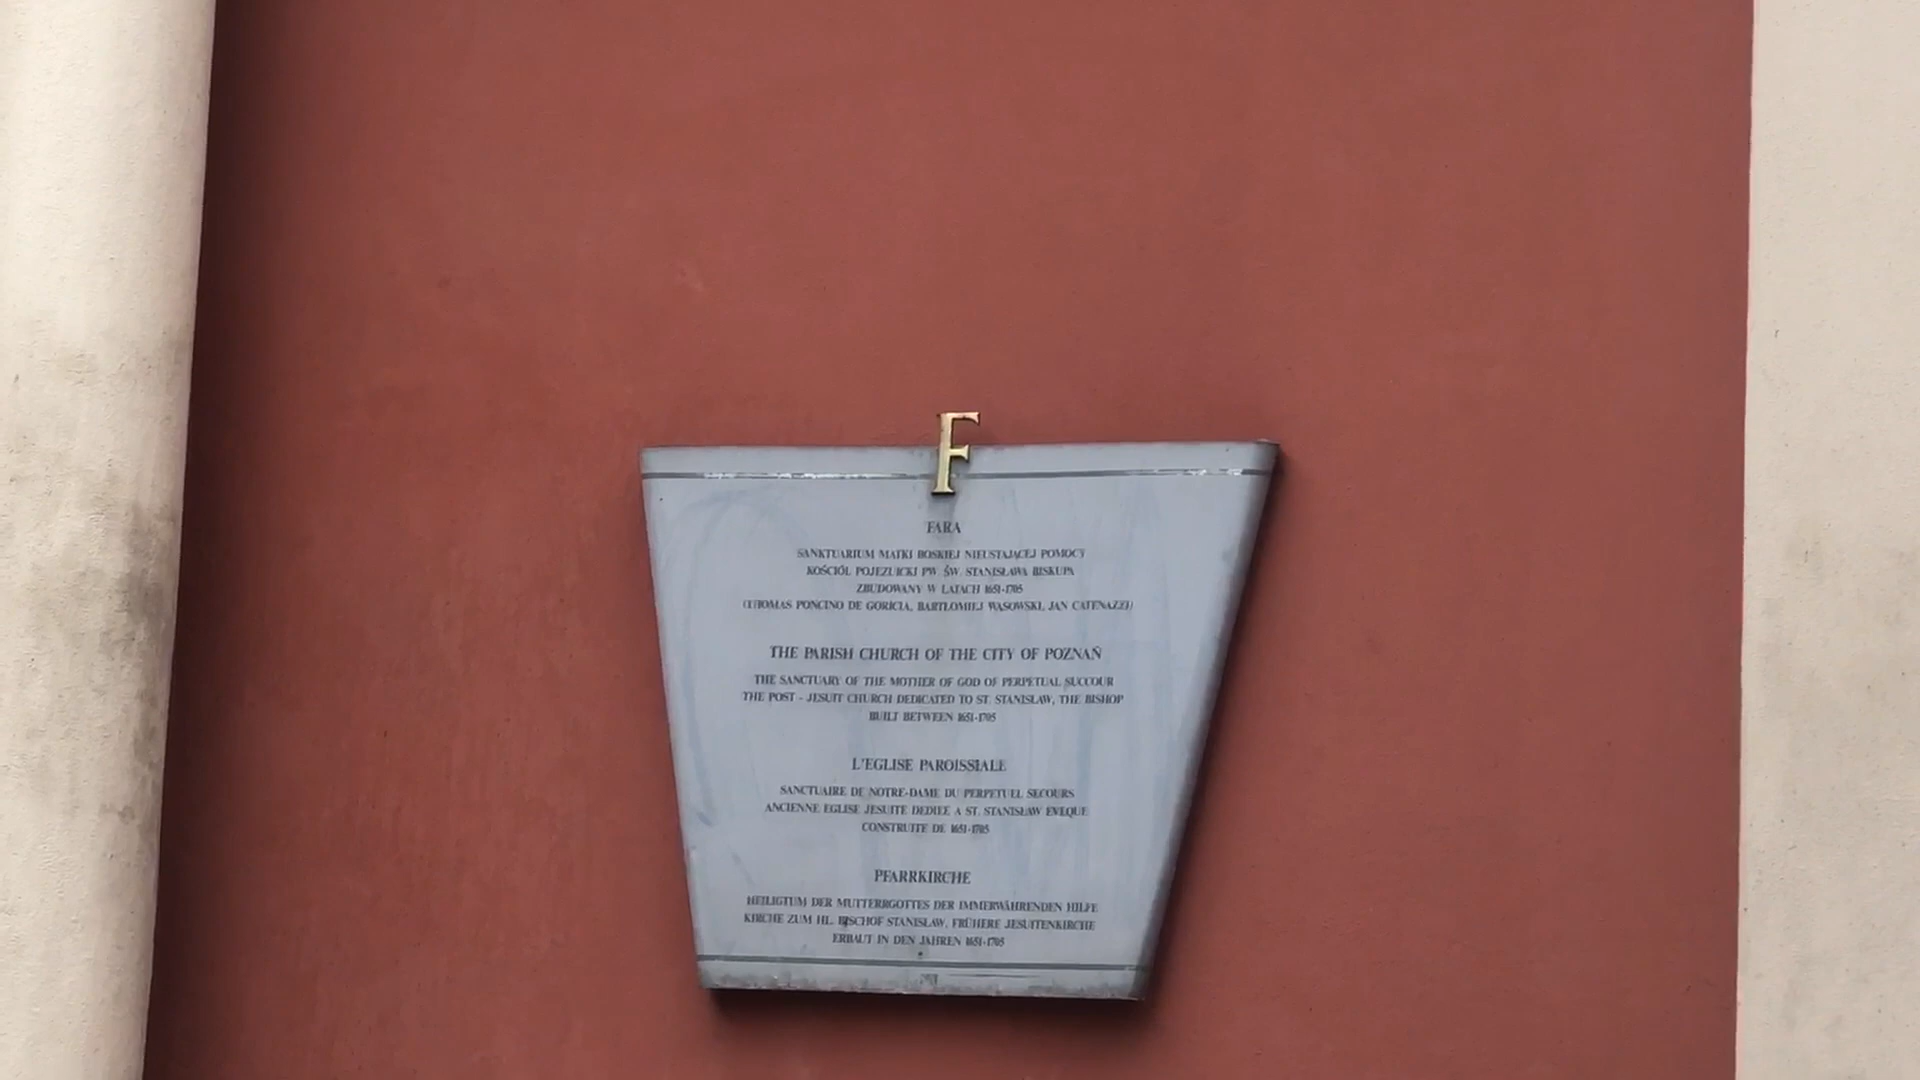 F
FARA
SANKTUARIUM MATKI BOSKIEJ NIEUSTAJĄCEJ POMOCY
KOŚCIÓŁ POJEZUICKI PW. ŚW. STANISŁAWA BISKUPA
ZBUDOWANY W LATACH 1651-1705
(THOMAS PONCINO DE GORICIA, BARTŁOMIEJ WĄSOWSKI, JAN CATENAZZI)
THE PARISH CHURCH OF THE CITY OF POZNAŃ
THE SANCTUARY OF THE MOTHER OF GOD OF PERPETUAL SUCCOUR
THE POST - JESUIT CHURCH DEDICATED TO ST. STANISŁAW, THE BISHOP
BUILT BETWEEN 1651-1705
L'EGLISE PAROISSIALE
SANCTUAIRE DE NOTRE-DAME DU PERPETUEL SECOURS
ANCIENNE EGLISE JESUITE DEDIEE A ST. STANISŁAW EVEQUE
CONSTRUITE DE 1651-1705
PFARRKIRCHE
HEILIGTUM DER MUTTERRGOTTES DER IMMERWÄHRENDEN HILFE
KIRCHE ZUM HL. BISCHOF STANISŁAW, FRÜHERE JESUITENKIRCHE
ERBAUT IN DEN JAHREN 1651-1705